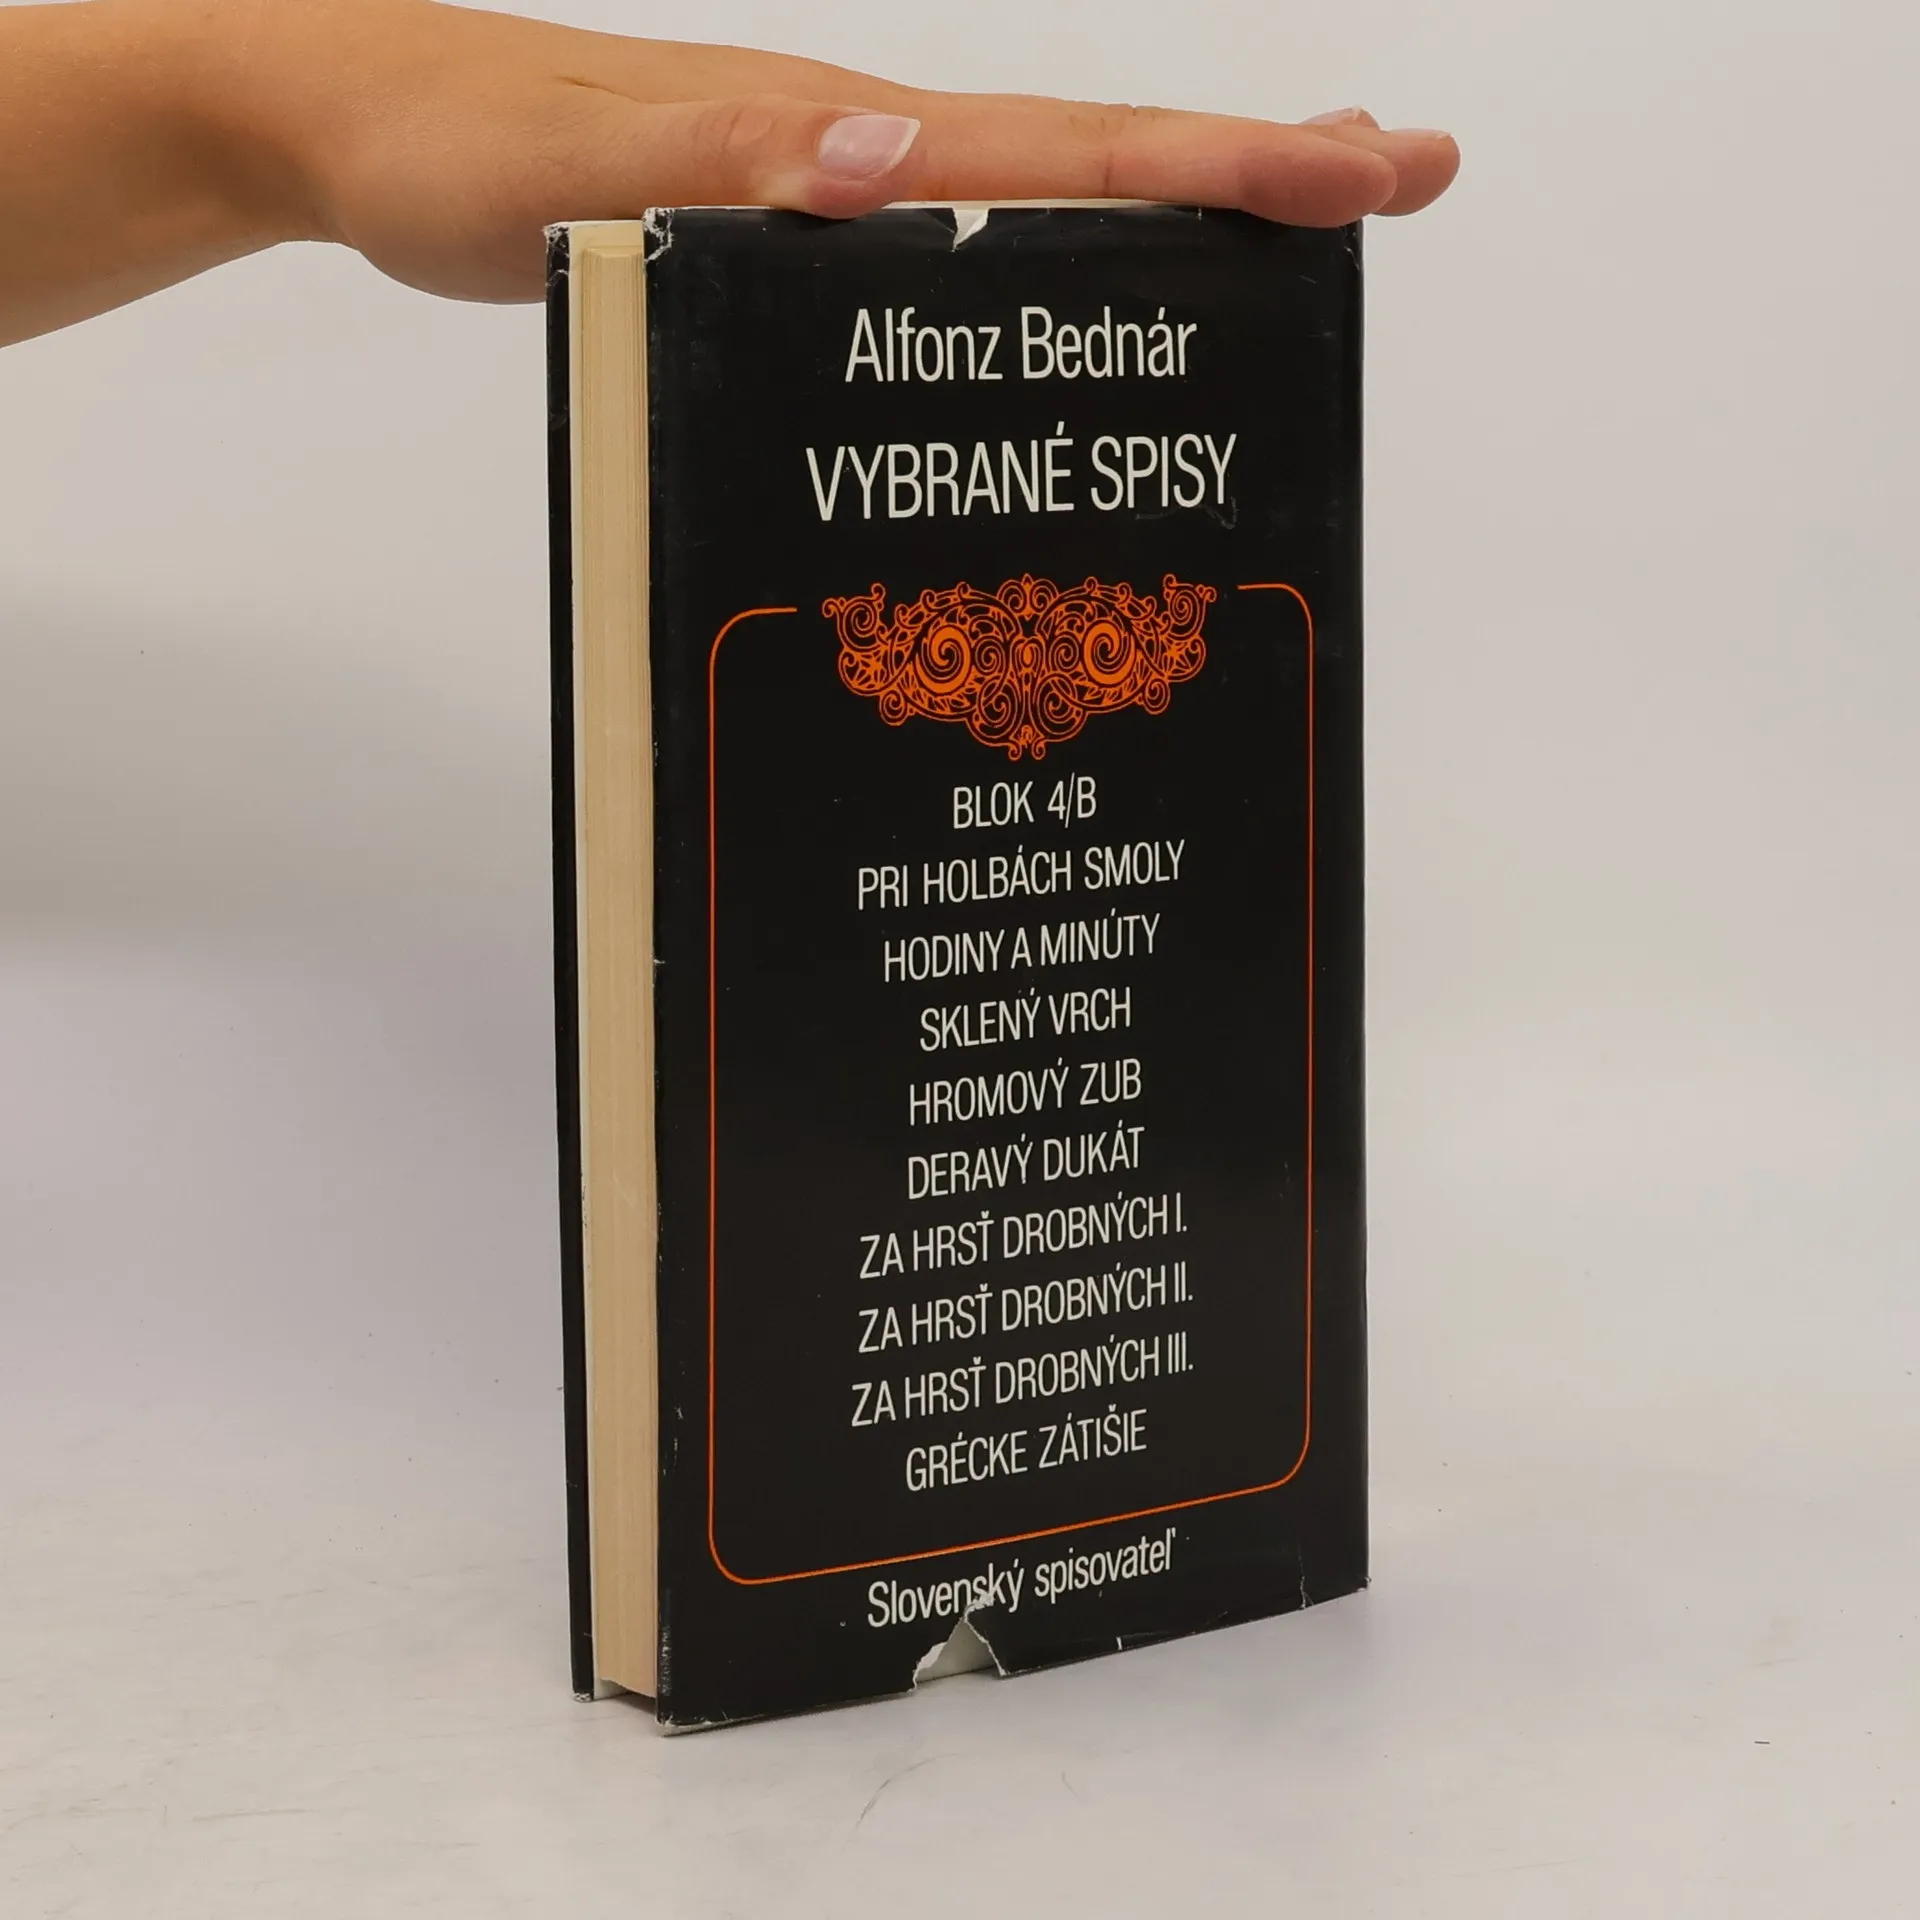 Alfonz Bednár
VYBRANÉ SPISY
BLOK 4/B
PRI HOLBÁCH SMOLY
HODINY A MINÚTY
SKLENÝ VRCH
HROMOVÝ ZUB
DERAVÝ DUKÁT
ZA HRSŤ DROBNÝCH I.
ZA HRSŤ DROBNÝCH II.
ZA HRSŤ DROBNÝCH III.
GRÉCKE ZÁTIŠIE
Slovenský spisovateľ